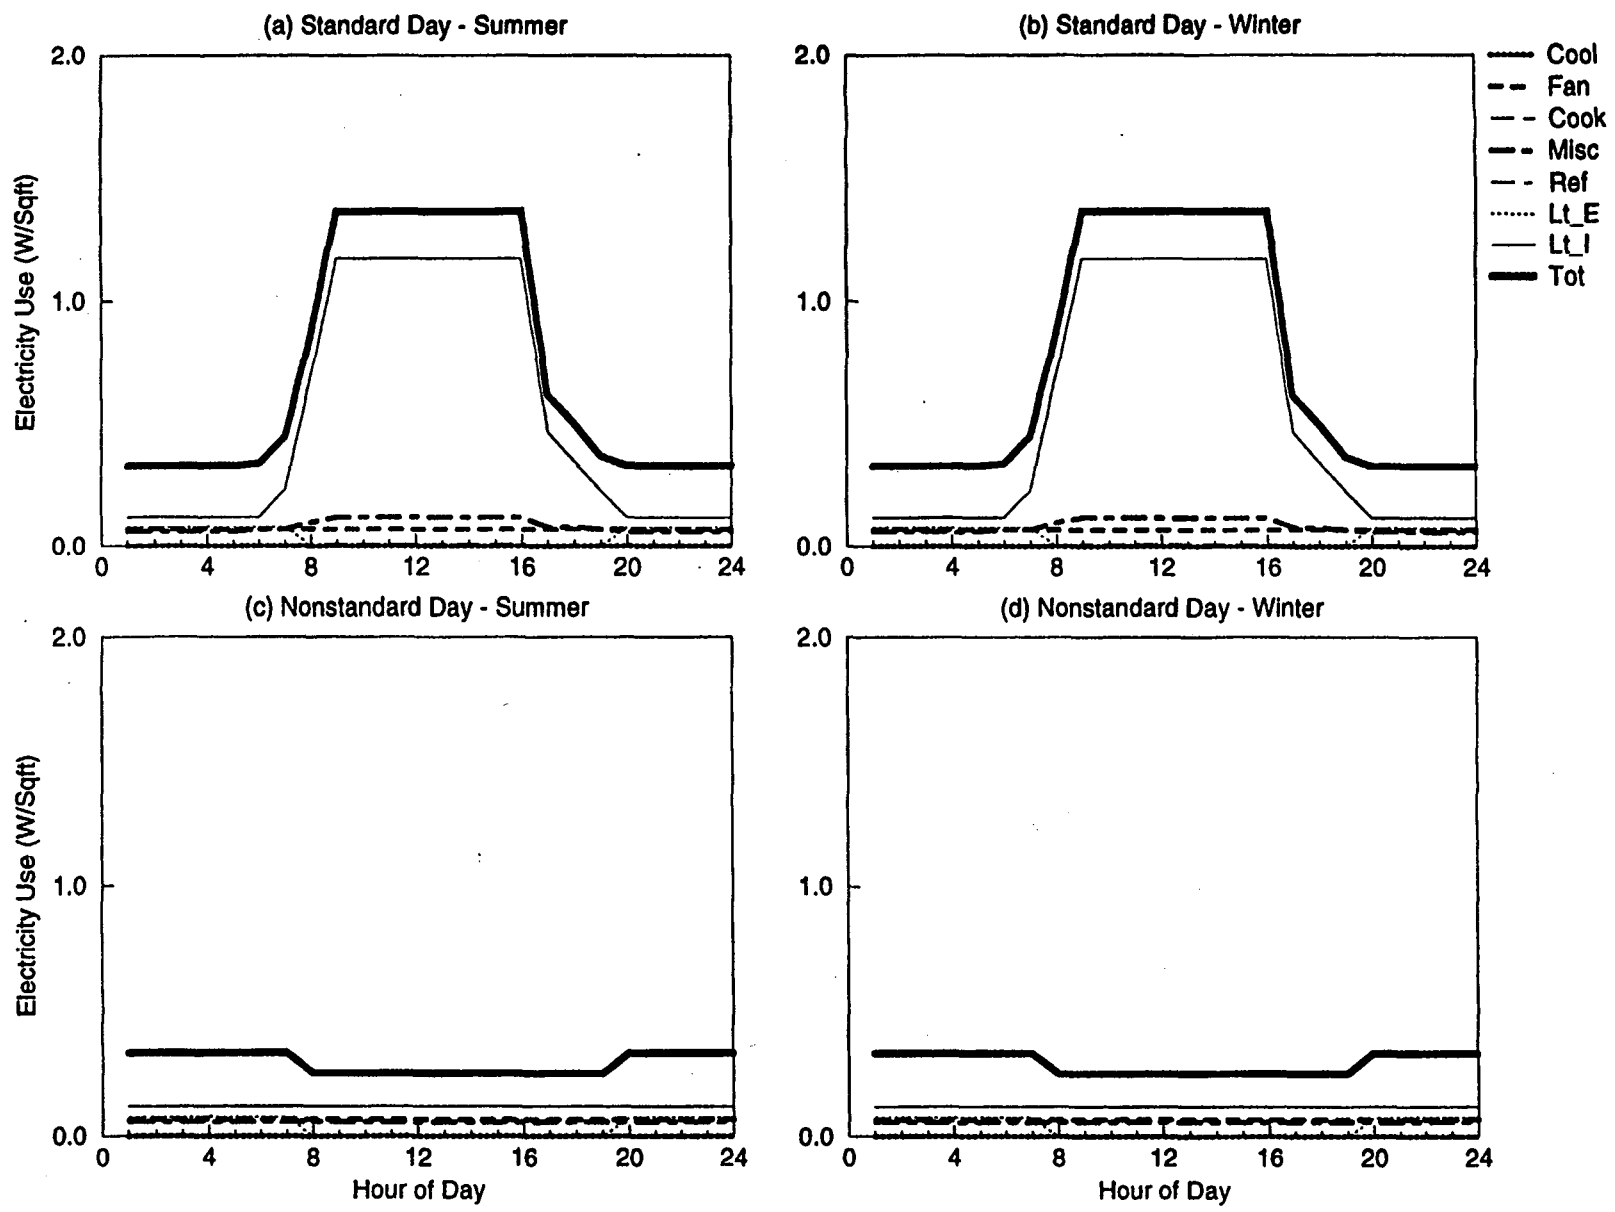 (a) Standard Day - Summer
(b) Standard Day - Winter
2.0
1.0
0.0
Electricity Use (W/Sqft)
0 4 8 12 16 20 24
2.0
1.0
0.0
0 4 8 12 16 20 24
Cool
Fan
Cook
Misc
Ref
Lt_E
Lt_I
Tot
(c) Nonstandard Day - Summer
(d) Nonstandard Day - Winter
2.0
1.0
0.0
Electricity Use (W/Sqft)
0 4 8 12 16 20 24
Hour of Day
2.0
1.0
0.0
0 4 8 12 16 20 24
Hour of Day